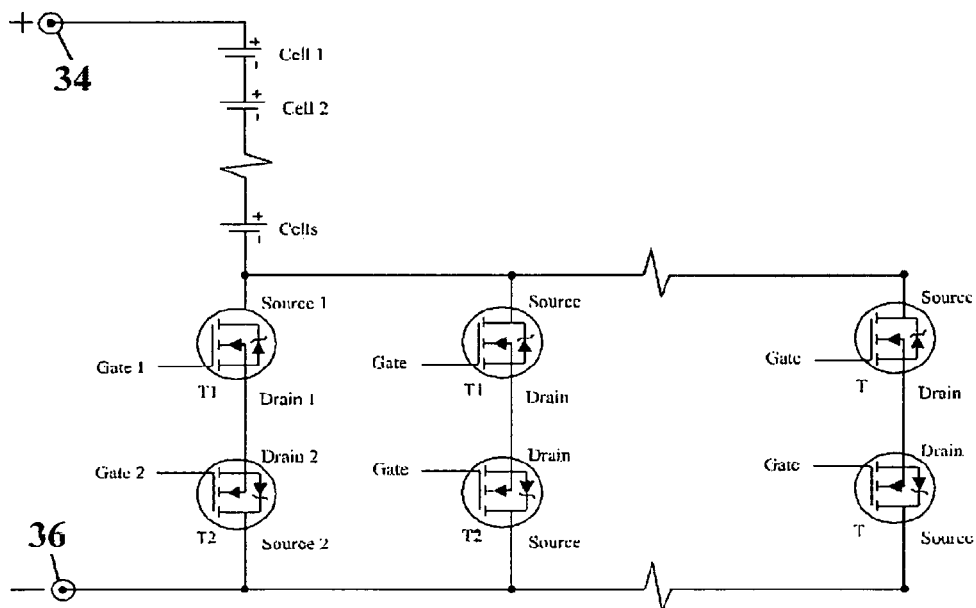 +
34
+ Cell 1
-
+ Cell 2
-
+ Cells
-
Source 1 Source Source
Gate 1 Gate Gate
T1 T1 T
Drain 1 Drain Drain
Gate 2 Drain 2 Gate Drain Gate Drain
T2 T2 T
Source 2 Source Source
36
-